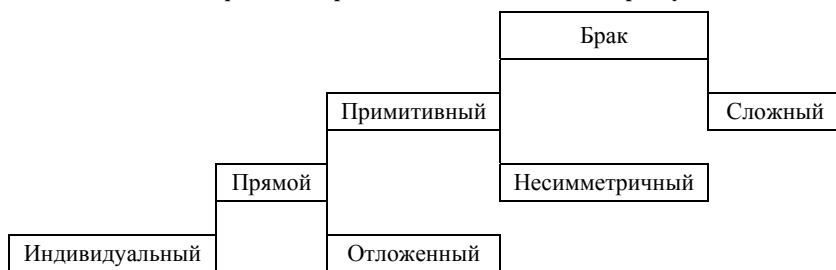 Брак
Примитивный
Сложный
Прямой
Несимметричный
Индивидуальный
Отложенный